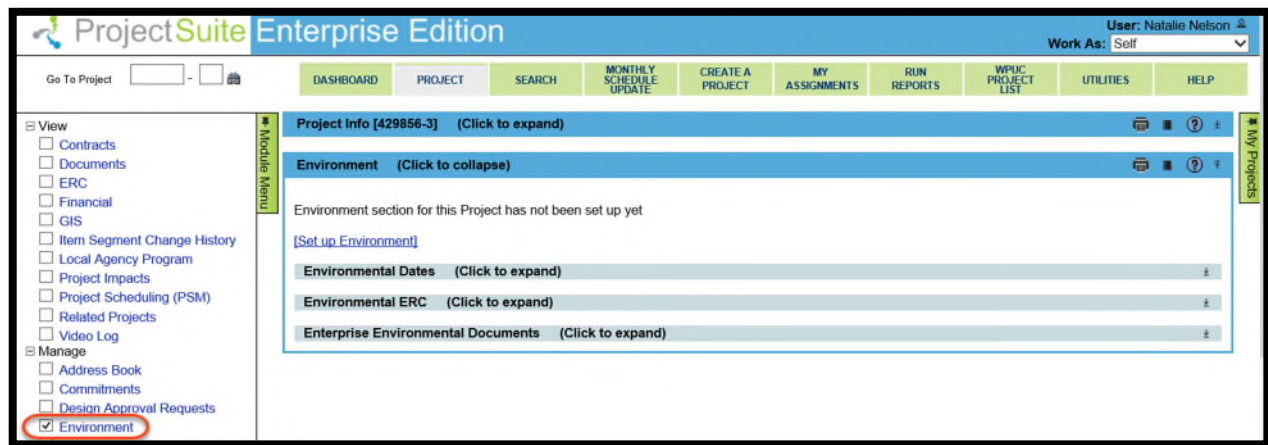 ProjectSuite Enterprise Edition
User: Natalie Nelson
Work As: Self
Go To Project -
DASHBOARD
PROJECT
SEARCH
MONTHLY SCHEDULE UPDATE
CREATE A PROJECT
MY ASSIGNMENTS
RUN REPORTS
WPUC PROJECT LIST
UTILITIES
HELP
View
Contracts
Documents
ERC
Financial
GIS
Item Segment Change History
Local Agency Program
Project Impacts
Project Scheduling (PSM)
Related Projects
Video Log
Manage
Address Book
Commitments
Design Approval Requests
Environment
Module Menu
Project Info [429856-3] (Click to expand)
Environment (Click to collapse)
Environment section for this Project has not been set up yet
[Set up Environment]
Environmental Dates (Click to expand)
Environmental ERC (Click to expand)
Enterprise Environmental Documents (Click to expand)
My Projects